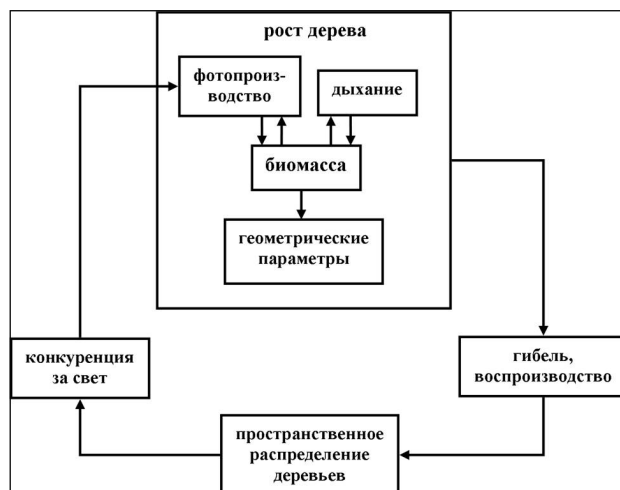 рост дерева
фотопроиз-
водство
дыхание
биомасса
геометрические
параметры
конкуренция
за свет
гибель,
воспроизводство
пространственное
распределение
деревьев